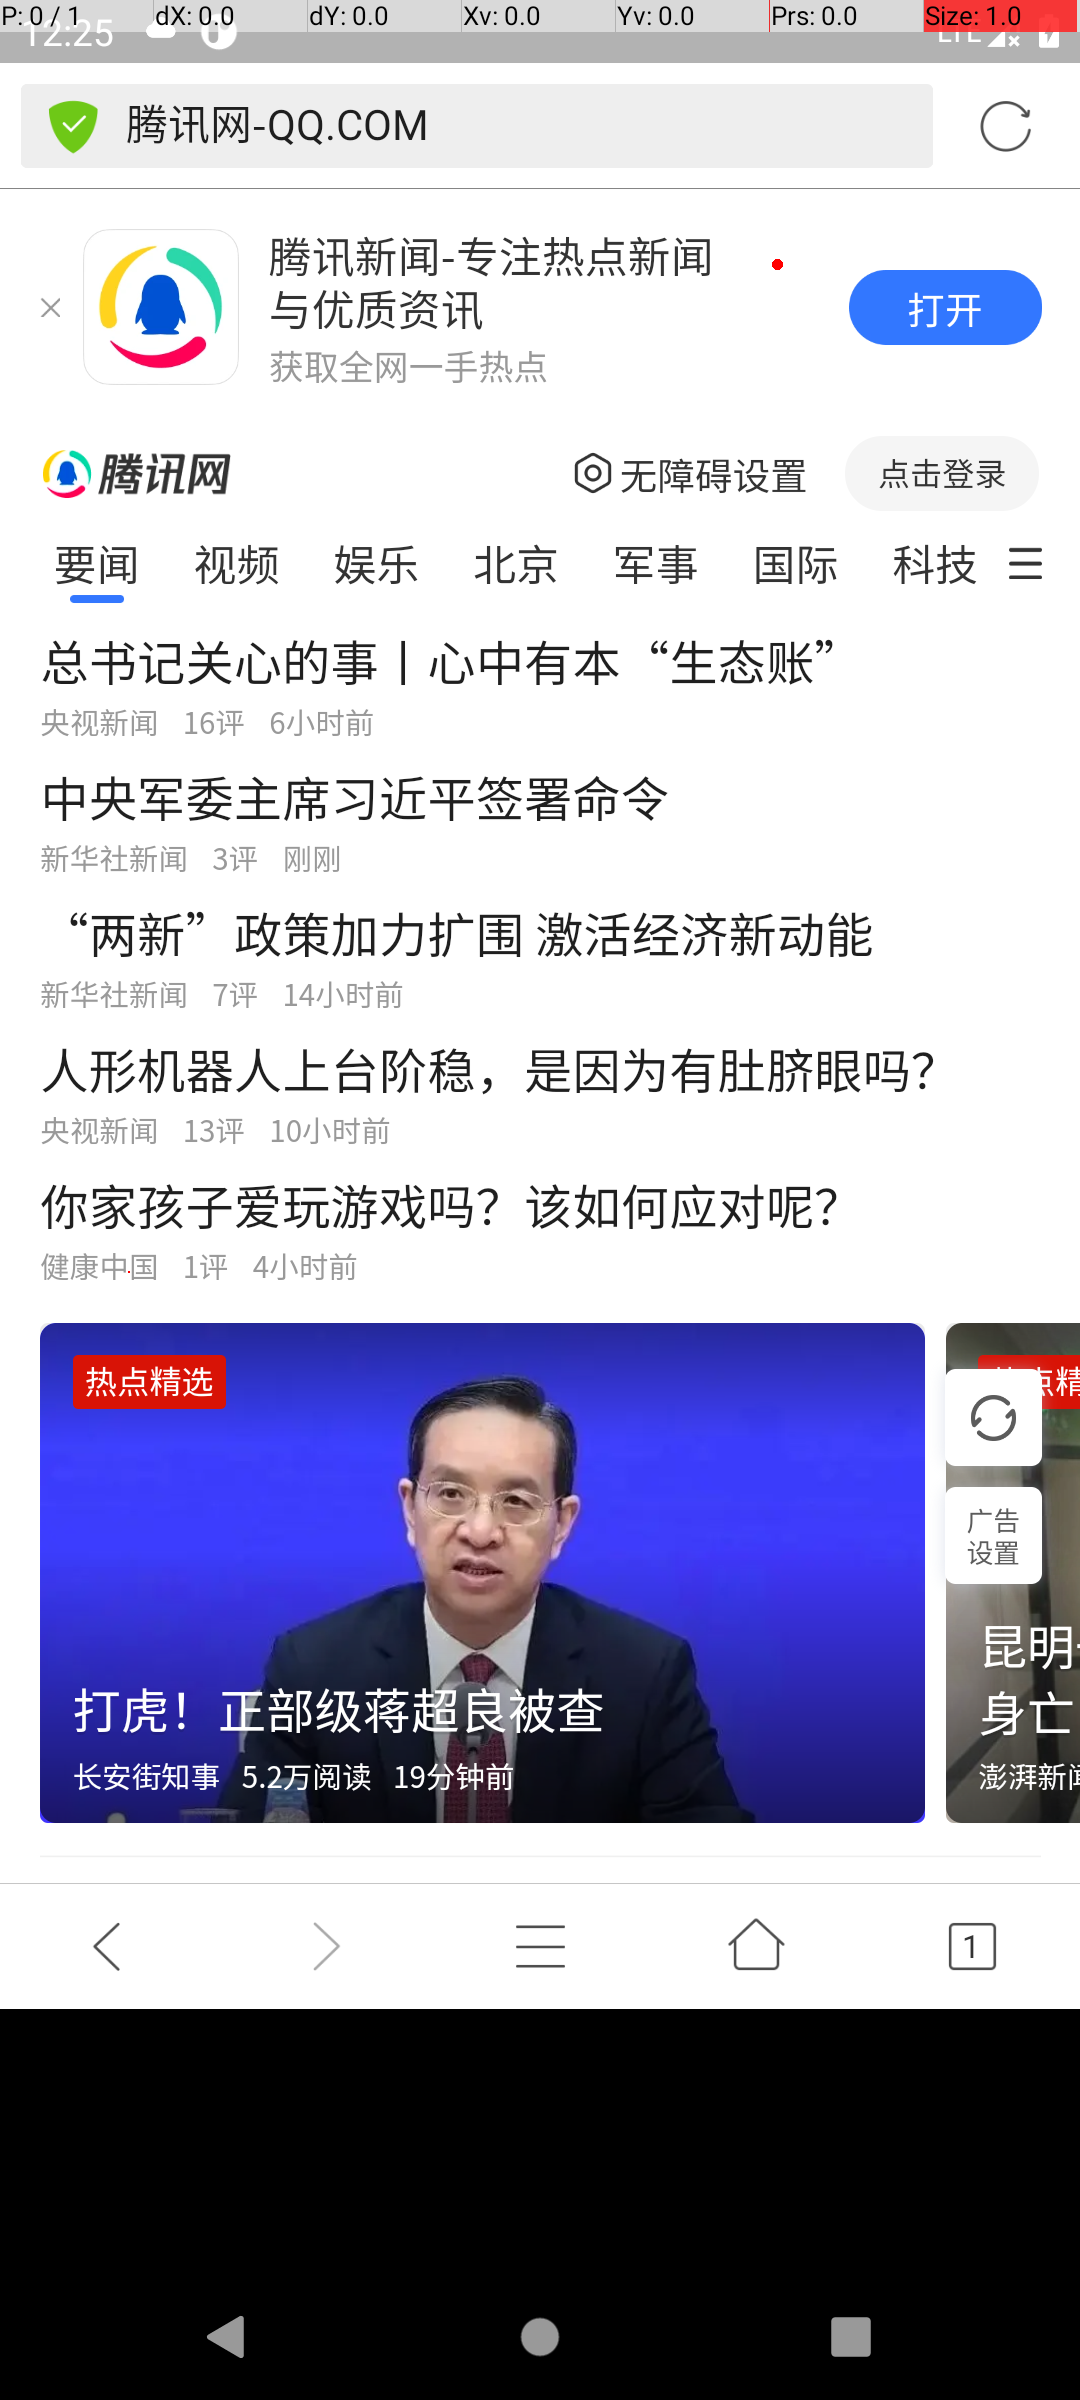 P: 0 / 1 dX: 0.0 dY: 0.0 Xv: 0.0 Yv: 0.0 Prs: 0.0 Size: 1.0
12:25 LTE
腾讯网-QQ.COM
腾讯新闻-专注热点新闻
与优质资讯
获取全网一手热点
打开
腾讯网 无障碍设置 点击登录
要闻 视频 娱乐 北京 军事 国际 科技
总书记关心的事丨心中有本“生态账”
央视新闻 16评 6小时前
中央军委主席习近平签署命令
新华社新闻 3评 刚刚
“两新”政策加力扩围 激活经济新动能
新华社新闻 7评 14小时前
人形机器人上台阶稳，是因为有肚脐眼吗？
央视新闻 13评 10小时前
你家孩子爱玩游戏吗？该如何应对呢？
健康中国 1评 4小时前
热点精选
点精
广告
设置
打虎！正部级蒋超良被查
长安街知事 5.2万阅读 19分钟前
昆明
身亡
澎湃新闻
1